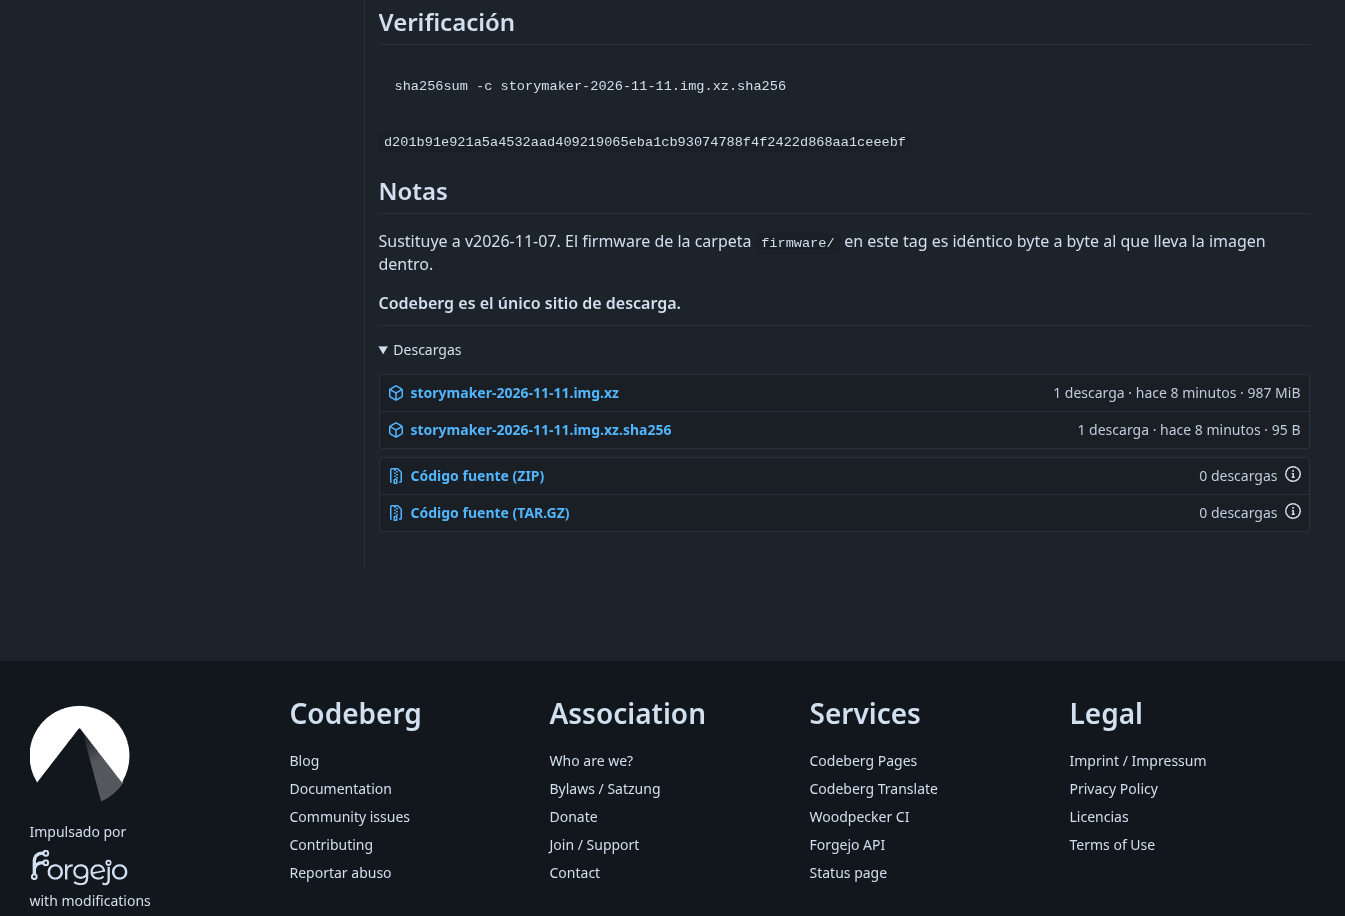 Verificación
sha256sum -c storymaker-2026-11-11.img.xz.sha256
d201b91e921a5a4532aad409219065eba1cb93074788f4f2422d868aa1ceeebf
Notas
Sustituye a v2026-11-07. El firmware de la carpeta firmware/ en este tag es idéntico byte a byte al que lleva la imagen
dentro.
Codeberg es el único sitio de descarga.
Descargas
storymaker-2026-11-11.img.xz 1 descarga · hace 8 minutos · 987 MiB
storymaker-2026-11-11.img.xz.sha256 1 descarga · hace 8 minutos · 95 B
Código fuente (ZIP) 0 descargas
Código fuente (TAR.GZ) 0 descargas
Impulsado por
Forgejo
with modifications
Codeberg
Blog
Documentation
Community issues
Contributing
Reportar abuso
Association
Who are we?
Bylaws / Satzung
Donate
Join / Support
Contact
Services
Codeberg Pages
Codeberg Translate
Woodpecker CI
Forgejo API
Status page
Legal
Imprint / Impressum
Privacy Policy
Licencias
Terms of Use